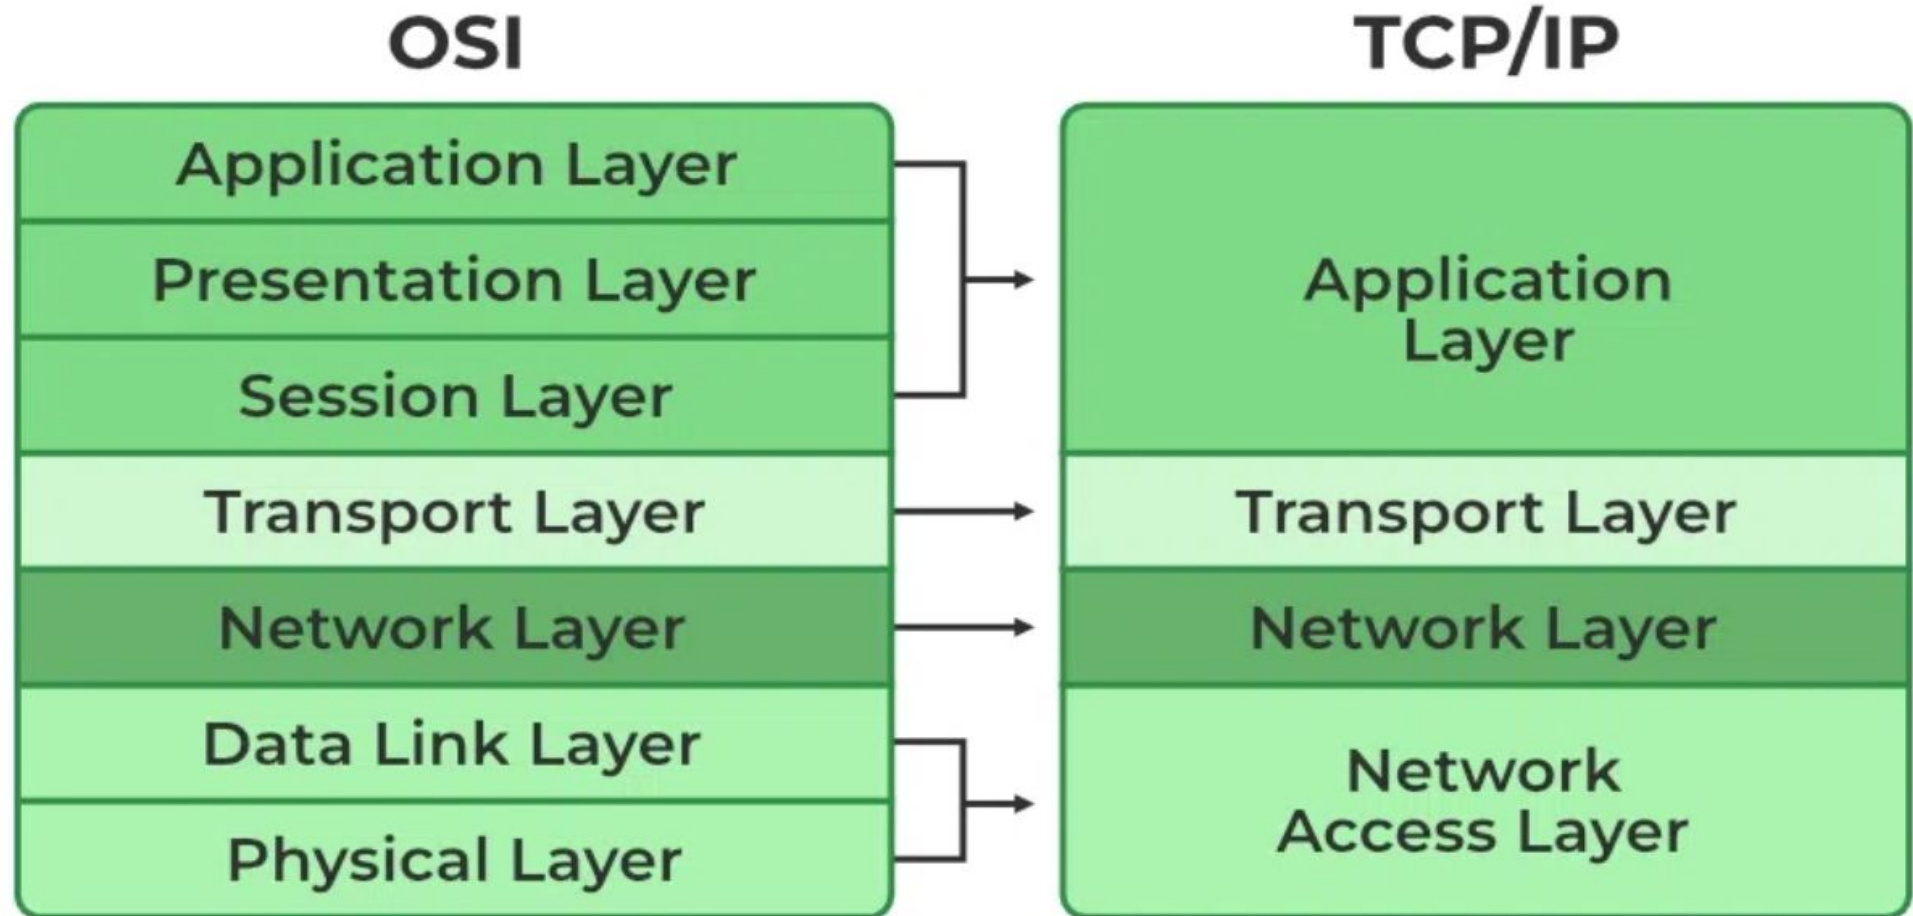 OSI
Application Layer
Presentation Layer
Session Layer
Transport Layer
Network Layer
Data Link Layer
Physical Layer
TCP/IP
Application
Layer
Transport Layer
Network Layer
Network
Access Layer